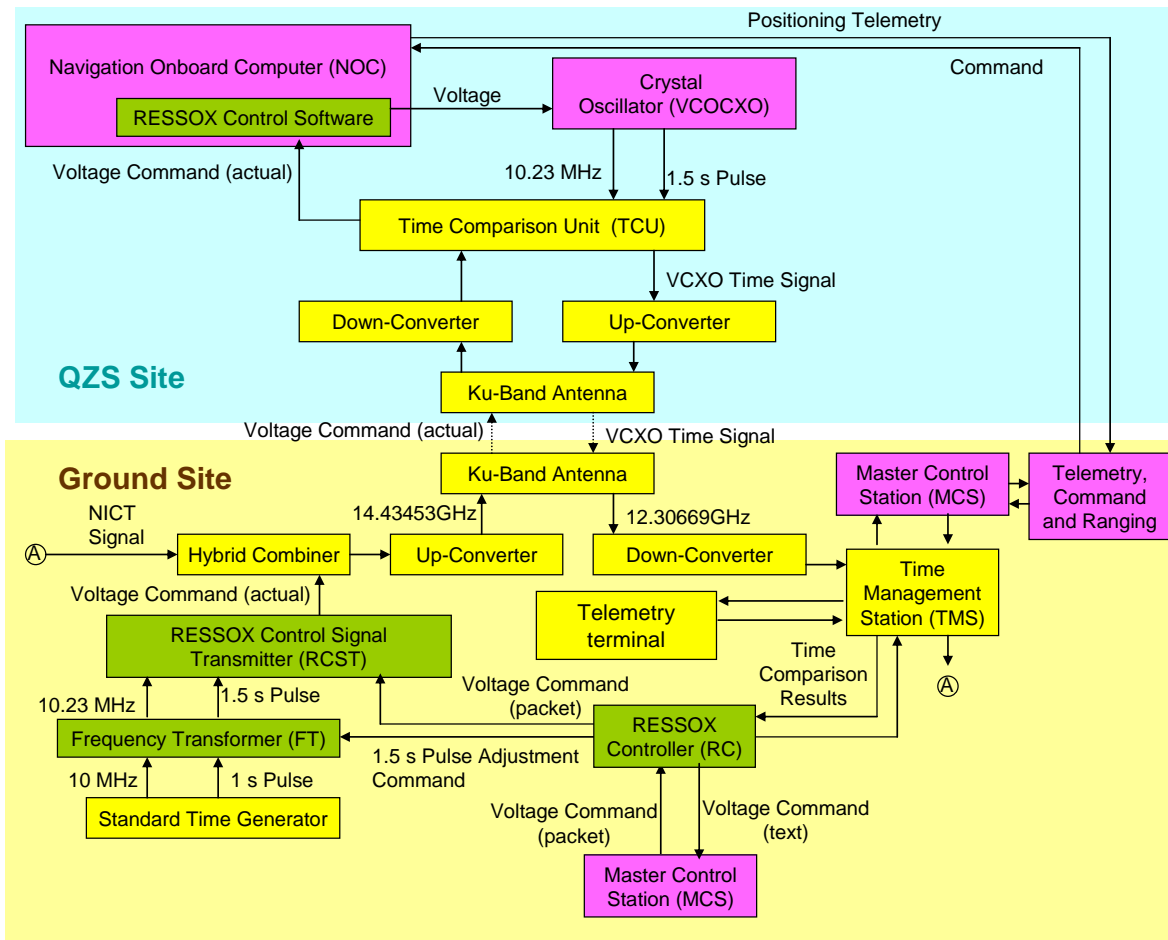 Positioning Telemetry
Navigation Onboard Computer (NOC)
Command
Crystal
Oscillator (VCOCXO)
Voltage
RESSOX Control Software
Voltage Command (actual)
10.23 MHz
1.5 s Pulse
Time Comparison Unit (TCU)
VCXO Time Signal
Down-Converter
Up-Converter
QZS Site
Ku-Band Antenna
Voltage Command (actual)
VCXO Time Signal
Ground Site
Ku-Band Antenna
Master Control
Station (MCS)
Telemetry,
Command
and Ranging
NICT
Signal
14.43453GHz
12.30669GHz
A
Hybrid Combiner
Up-Converter
Down-Converter
Time
Management
Station (TMS)
Voltage Command (actual)
Telemetry
terminal
RESSOX Control Signal
Transmitter (RCST)
Time
Comparison
Results
A
10.23 MHz
1.5 s Pulse
Voltage Command
(packet)
Frequency Transformer (FT)
RESSOX
Controller (RC)
1.5 s Pulse Adjustment
Command
10 MHz
1 s Pulse
Standard Time Generator
Voltage Command
(packet)
Voltage Command
(text)
Master Control
Station (MCS)